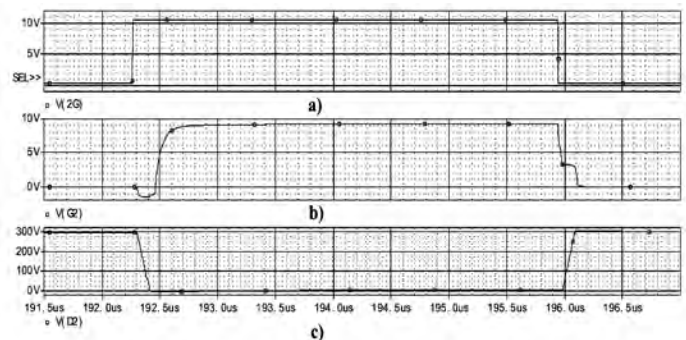 10V
5V
SEL>>
V(2G)
a)
10V
5V
0V
V(G2)
b)
300V
200V
100V
0V
191.5us 192.0us 192.5us 193.0us 193.5us 194.0us 194.5us 195.0us 195.5us 196.0us 196.5us
V(D2)
c)